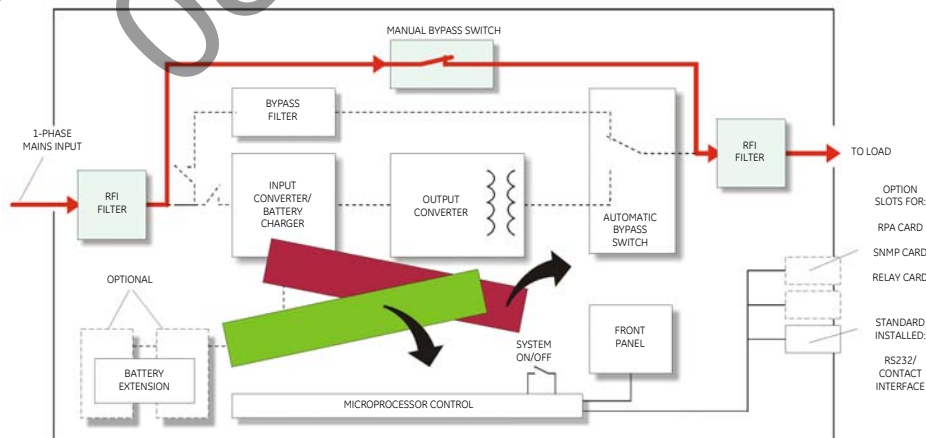 MANUAL BYPASS SWITCH
BYPASS
FILTER
1-PHASE
MAINS INPUT
RFI
FILTER
INPUT
CONVERTER/
BATTERY
CHARGER
OUTPUT
CONVERTER
AUTOMATIC
BYPASS
SWITCH
RFI
FILTER
TO LOAD
OPTION
SLOTS FOR:
RPA CARD
SNMP CARD
RELAY CARD
STANDARD
INSTALLED:
RS232/
CONTACT
INTERFACE
OPTIONAL
BATTERY
EXTENSION
SYSTEM
ON/OFF
FRONT
PANEL
MICROPROCESSOR CONTROL